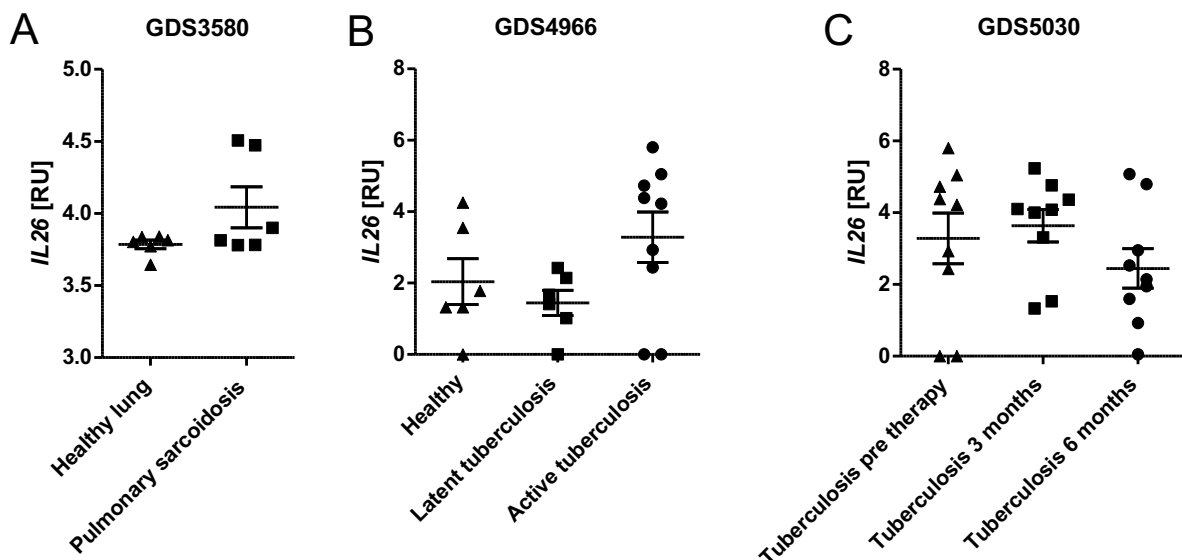 A
GDS3580
IL26 [RU]
5.0
4.5
4.0
3.5
3.0
Healthy lung
Pulmonary sarcoidosis
B
GDS4966
IL26 [RU]
8
6
4
2
0
Healthy
Latent tuberculosis
Active tuberculosis
C
GDS5030
IL26 [RU]
8
6
4
2
0
Tuberculosis pre therapy
Tuberculosis 3 months
Tuberculosis 6 months